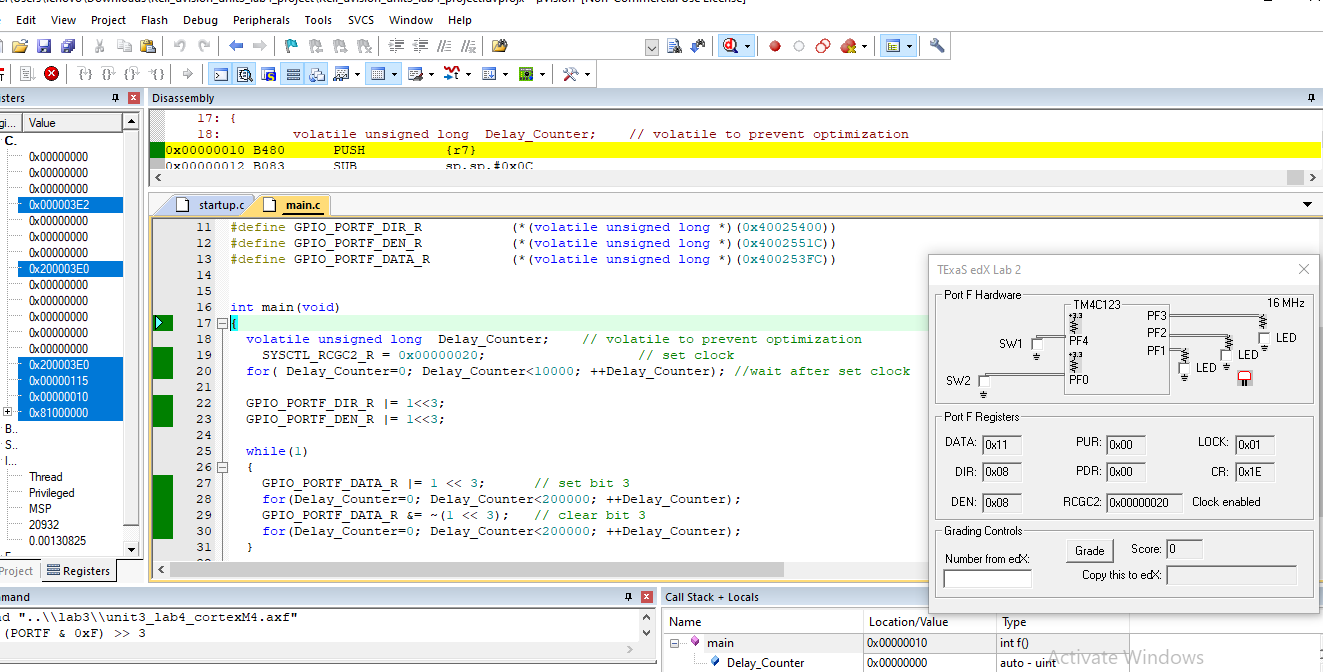 Edit View Project Flash Debug Peripherals Tools SVCS Window Help
Disassembly
Value
0x00000000
0x00000000
0x00000000
0x000003E2
0x00000000
0x00000000
0x00000000
0x200003E0
0x00000000
0x00000000
0x00000000
0x00000000
0x00000000
0x200003E0
0x00000115
0x00000010
0x81000000
Thread
Privileged
MSP
20932
0.00130825
Project Registers
17: {
18: volatile unsigned long Delay_Counter; // volatile to prevent optimization
0x00000010 B480 PUSH {r7}
0x00000012 B083 SUB sp,sp,#0x0C
startup.c main.c
11 #define GPIO_PORTF_DIR_R (*(volatile unsigned long *)(0x40025400))
12 #define GPIO_PORTF_DEN_R (*(volatile unsigned long *)(0x4002551C))
13 #define GPIO_PORTF_DATA_R (*(volatile unsigned long *)(0x400253FC))
14
15
16 int main(void)
17 {
18 volatile unsigned long Delay_Counter; // volatile to prevent optimization
19 SYSCTL_RCGC2_R = 0x00000020; // set clock
20 for( Delay_Counter=0; Delay_Counter<10000; ++Delay_Counter); //wait after set clock
21
22 GPIO_PORTF_DIR_R |= 1<<3;
23 GPIO_PORTF_DEN_R |= 1<<3;
24
25 while(1)
26 {
27 GPIO_PORTF_DATA_R |= 1 << 3; // set bit 3
28 for(Delay_Counter=0; Delay_Counter<200000; ++Delay_Counter);
29 GPIO_PORTF_DATA_R &= ~(1 << 3); // clear bit 3
30 for(Delay_Counter=0; Delay_Counter<200000; ++Delay_Counter);
31 }
TExaS edX Lab 2
Port F Hardware
TM4C123
16 MHz
+3.3
PF3
PF2
LED
SW1
PF4
PF1
LED
+3.3
LED
SW2
PF0
Port F Registers
DATA: 0x11 PUR: 0x00 LOCK: 0x01
DIR: 0x08 PDR: 0x00 CR: 0x1E
DEN: 0x08 RCGC2: 0x00000020 Clock enabled
Grading Controls
Number from edX: Grade Score: 0
Copy this to edX:
"..\\lab3\\unit3_lab4_cortexM4.axf"
(PORTF & 0xF) >> 3
Call Stack + Locals
Name Location/Value Type
main 0x00000010 int f()
Delay_Counter 0x00000000 auto - uint
Activate Windows